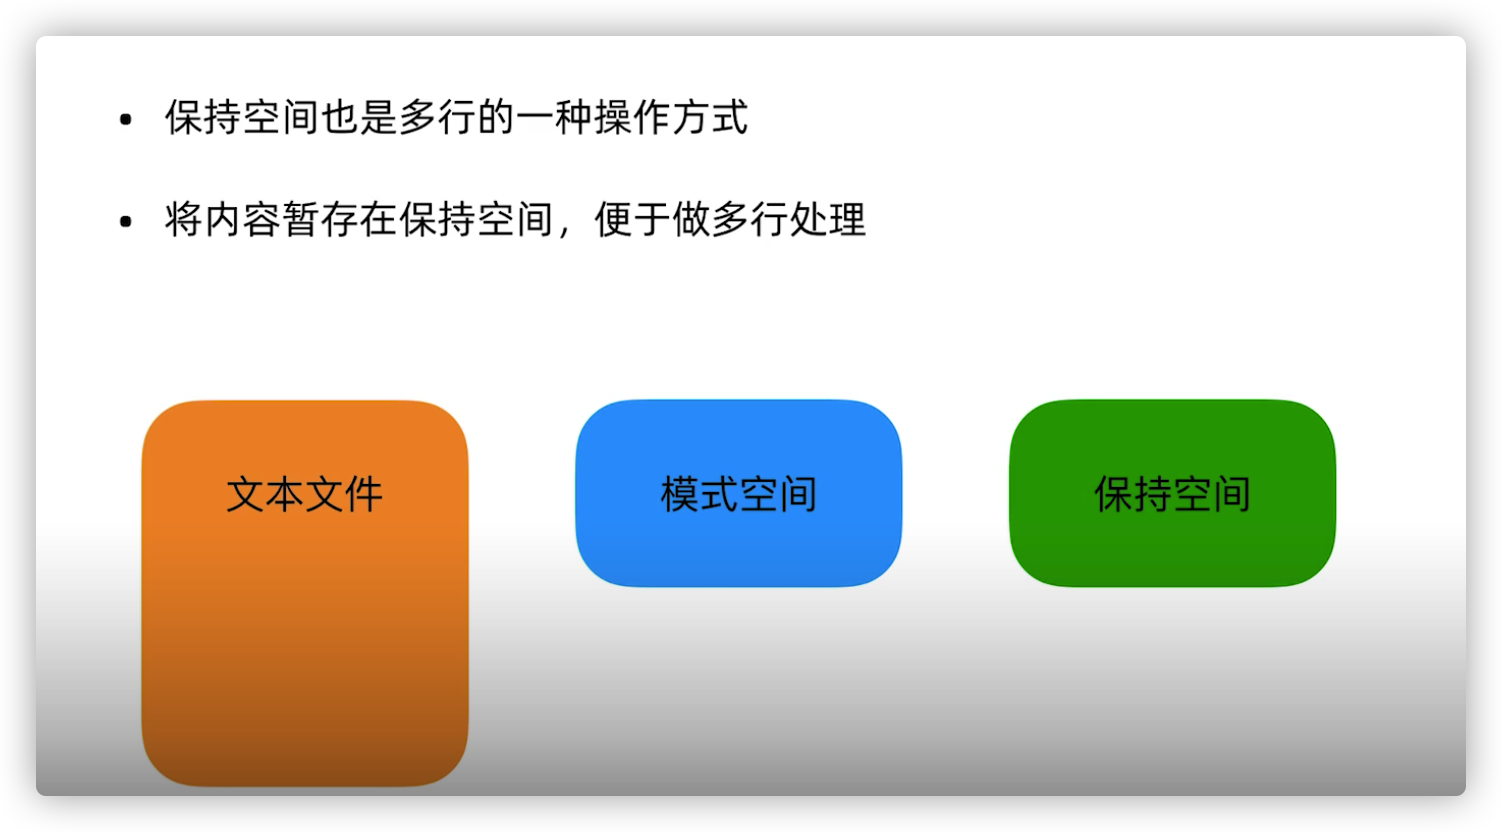 • 保持空间也是多行的一种操作方式
• 将内容暂存在保持空间，便于做多行处理
文本文件
模式空间
保持空间